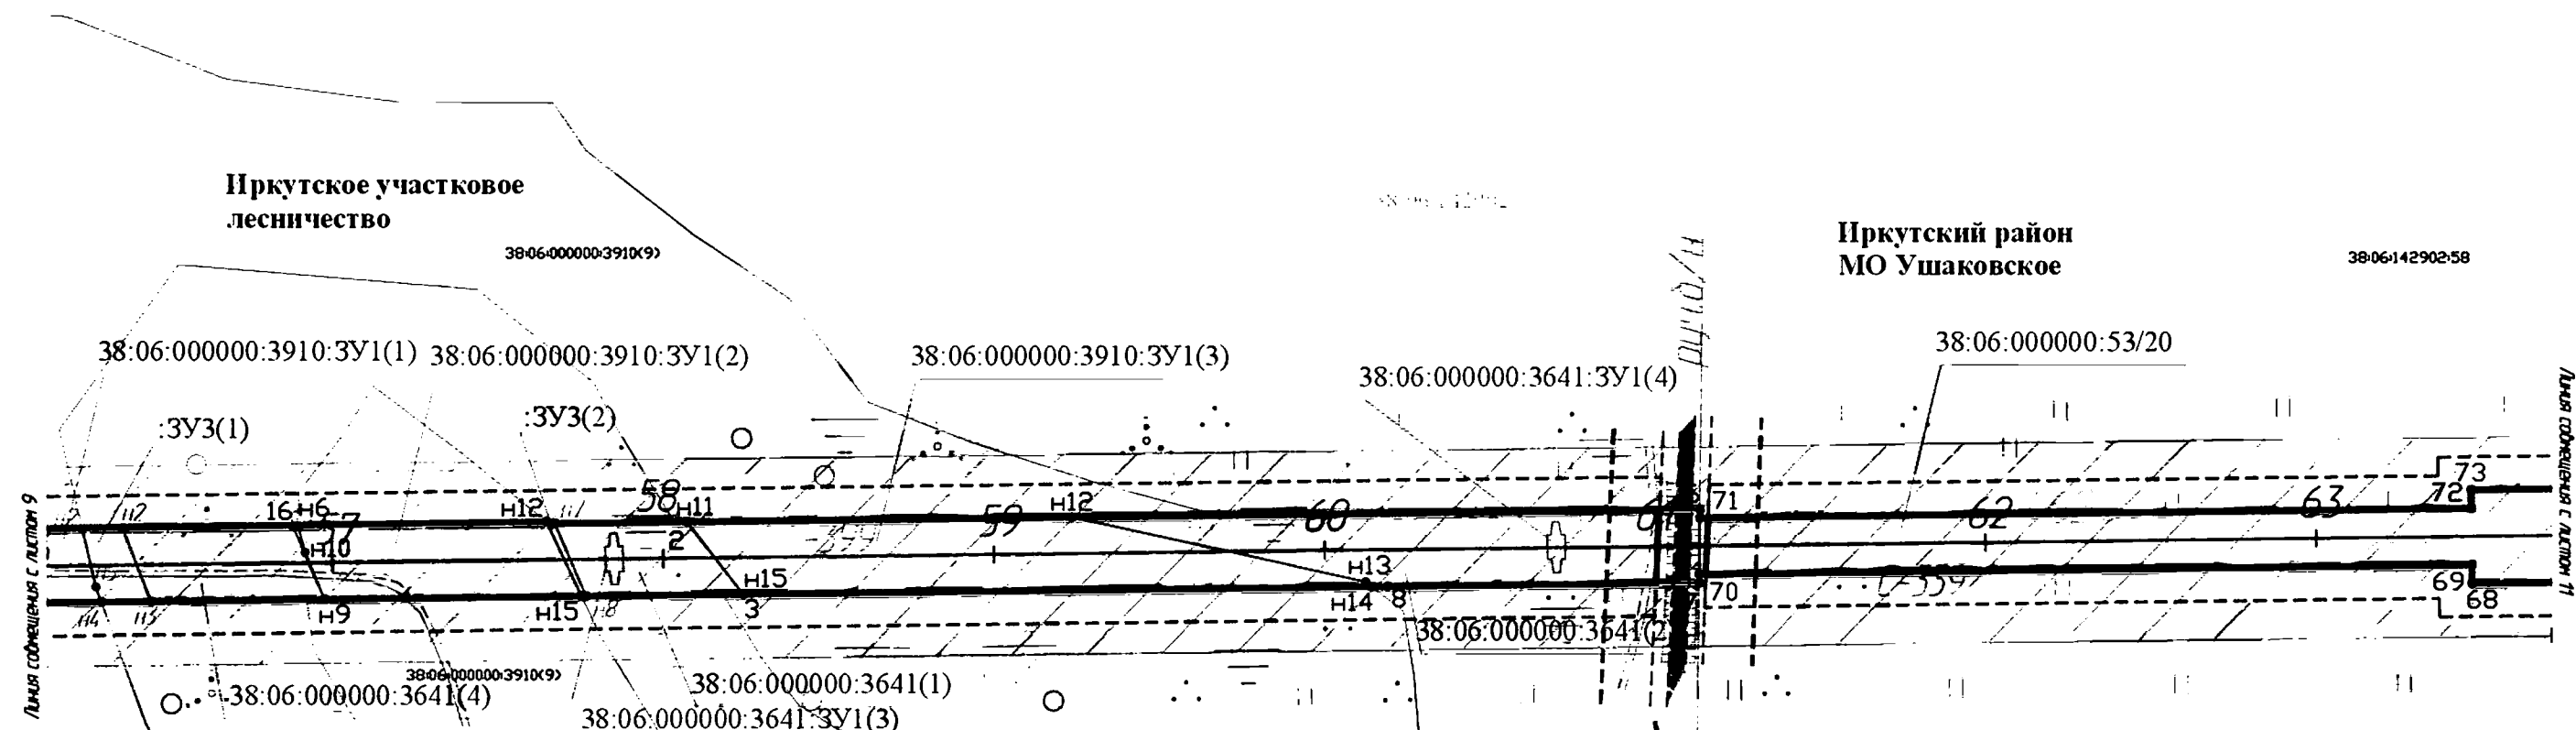 Иркутское участковое
лесничество
38:06:000000:3910(9)
Иркутский район
МО Ушаковское
38:06:142902:58
38:06:000000:3910:ЗУ1(1)
38:06:000000:3910:ЗУ1(2)
38:06:000000:3910:ЗУ1(3)
38:06:000000:3641:ЗУ1(4)
38:06:000000:53/20
:ЗУ3(1)
:ЗУ3(2)
Линия совмещения с листом 9
Линия совмещения с листом 11
112
16
н6
н10
н9
н12
58
н11
2
59
н12
60
71
62
63
72
73
114
113
н15
118
н15
3
н13
н14
8
70
69
68
38:06:000000:3641(2)
38:06:000000:3910(9)
38:06:000000:3641(4)
38:06:000000:3641(1)
38:06:000000:3641:ЗУ1(3)